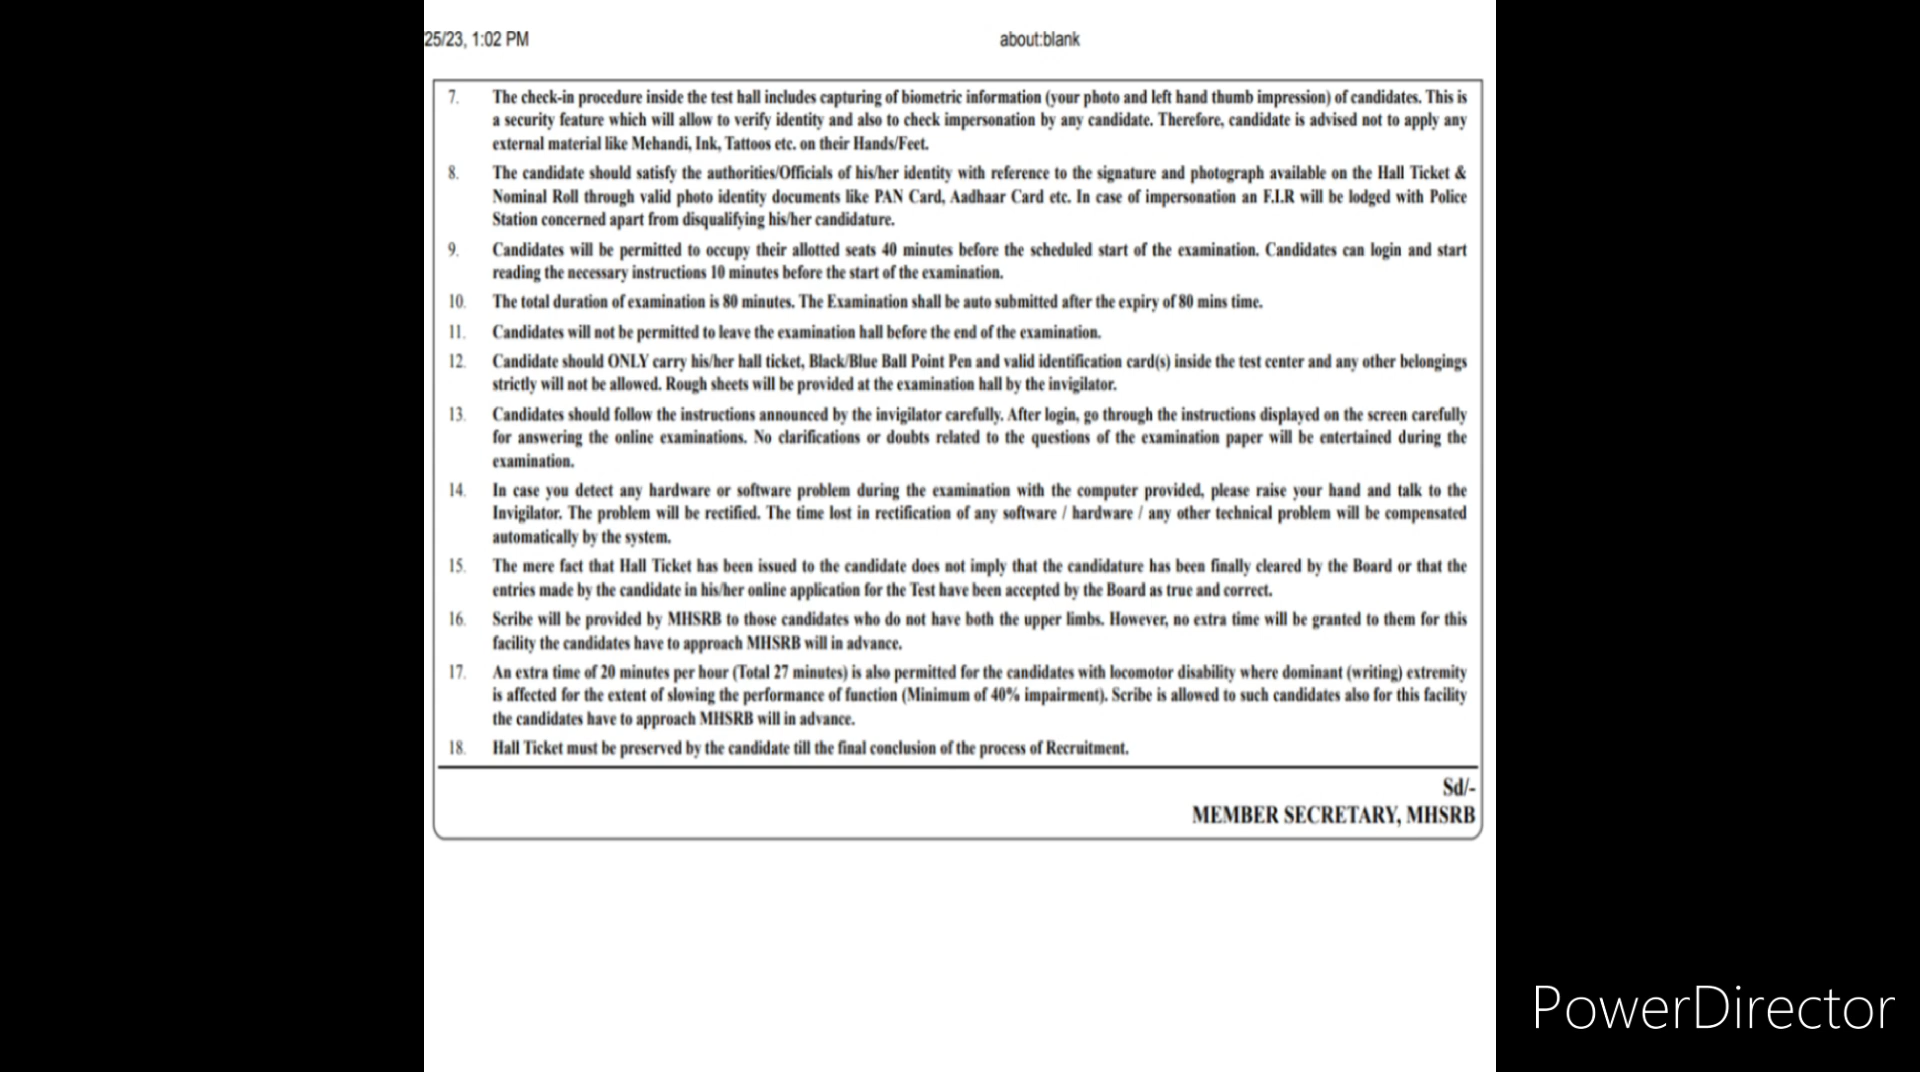 25/23, 1:02 PM about:blank
7. The check-in procedure inside the test hall includes capturing of biometric information (your photo and left hand thumb impression) of candidates. This is
a security feature which will allow to verify identity and also to check impersonation by any candidate. Therefore, candidate is advised not to apply any
external material like Mehandi, Ink, Tattoos etc. on their Hands/Feet.
8. The candidate should satisfy the authorities/Officials of his/her identity with reference to the signature and photograph available on the Hall Ticket &
Nominal Roll through valid photo identity documents like PAN Card, Aadhaar Card etc. In case of impersonation an F.I.R will be lodged with Police
Station concerned apart from disqualifying his/her candidature.
9. Candidates will be permitted to occupy their allotted seats 40 minutes before the scheduled start of the examination. Candidates can login and start
reading the necessary instructions 10 minutes before the start of the examination.
10. The total duration of examination is 80 minutes. The Examination shall be auto submitted after the expiry of 80 mins time.
11. Candidates will not be permitted to leave the examination hall before the end of the examination.
12. Candidate should ONLY carry his/her hall ticket, Black/Blue Ball Point Pen and valid identification card(s) inside the test center and any other belongings
strictly will not be allowed. Rough sheets will be provided at the examination hall by the invigilator.
13. Candidates should follow the instructions announced by the invigilator carefully. After login, go through the instructions displayed on the screen carefully
for answering the online examinations. No clarifications or doubts related to the questions of the examination paper will be entertained during the
examination.
14. In case you detect any hardware or software problem during the examination with the computer provided, please raise your hand and talk to the
Invigilator. The problem will be rectified. The time lost in rectification of any software / hardware / any other technical problem will be compensated
automatically by the system.
15. The mere fact that Hall Ticket has been issued to the candidate does not imply that the candidature has been finally cleared by the Board or that the
entries made by the candidate in his/her online application for the Test have been accepted by the Board as true and correct.
16. Scribe will be provided by MHSRB to those candidates who do not have both the upper limbs. However, no extra time will be granted to them for this
facility the candidates have to approach MHSRB will in advance.
17. An extra time of 20 minutes per hour (Total 27 minutes) is also permitted for the candidates with locomotor disability where dominant (writing) extremity
is affected for the extent of slowing the performance of function (Minimum of 40% impairment). Scribe is allowed to such candidates also for this facility
the candidates have to approach MHSRB will in advance.
18. Hall Ticket must be preserved by the candidate till the final conclusion of the process of Recruitment.
Sd/-
MEMBER SECRETARY, MHSRB
PowerDirector